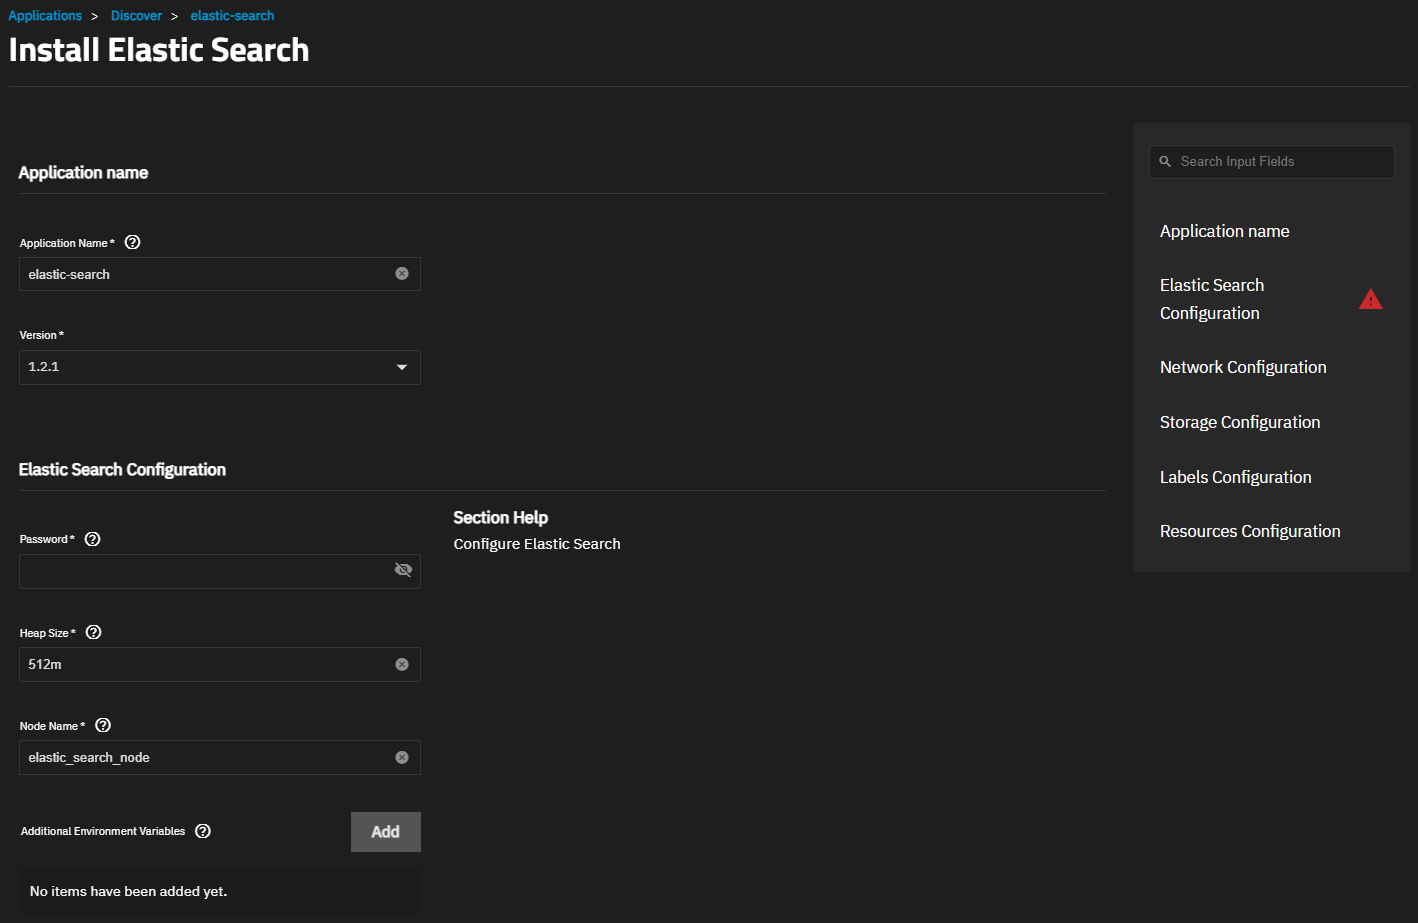 Applications > Discover > elastic-search
Install Elastic Search
Application name
Application Name *
elastic-search
Version *
1.2.1
Elastic Search Configuration
Password *
Heap Size *
512m
Node Name *
elastic_search_node
Additional Environment Variables
Add
No items have been added yet.
Section Help
Configure Elastic Search
Search Input Fields
Application name
Elastic Search
Configuration
Network Configuration
Storage Configuration
Labels Configuration
Resources Configuration